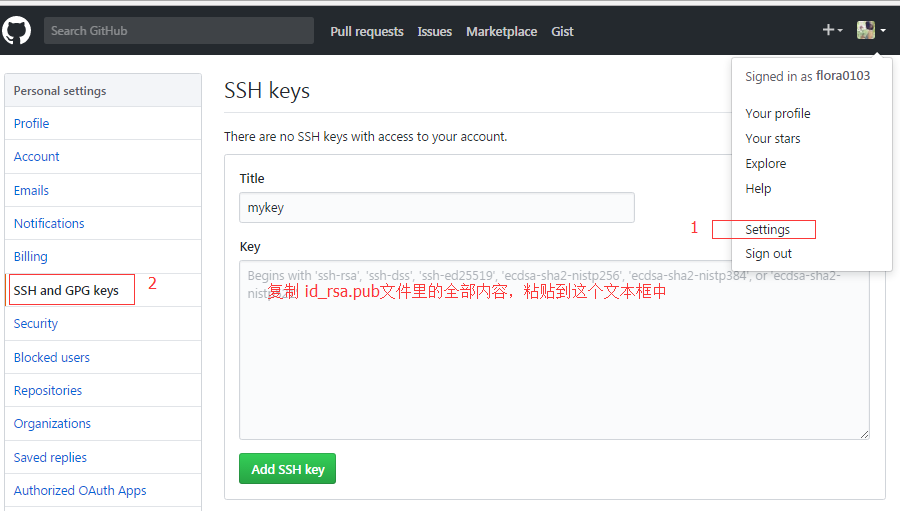 Search GitHub
Pull requests Issues Marketplace Gist
Signed in as flora0103
Your profile
Your stars
Explore
Help
1 Settings
Sign out
Personal settings
Profile
Account
Emails
Notifications
Billing
SSH and GPG keys 2
Security
Blocked users
Repositories
Organizations
Saved replies
Authorized OAuth Apps
SSH keys
There are no SSH keys with access to your account.
Title
mykey
Key
Begins with 'ssh-rsa', 'ssh-dss', 'ssh-ed25519', 'ecdsa-sha2-nistp256', 'ecdsa-sha2-nistp384', or 'ecdsa-sha2-
复制 id_rsa.pub文件里的全部内容，粘贴到这个文本框中
Add SSH key